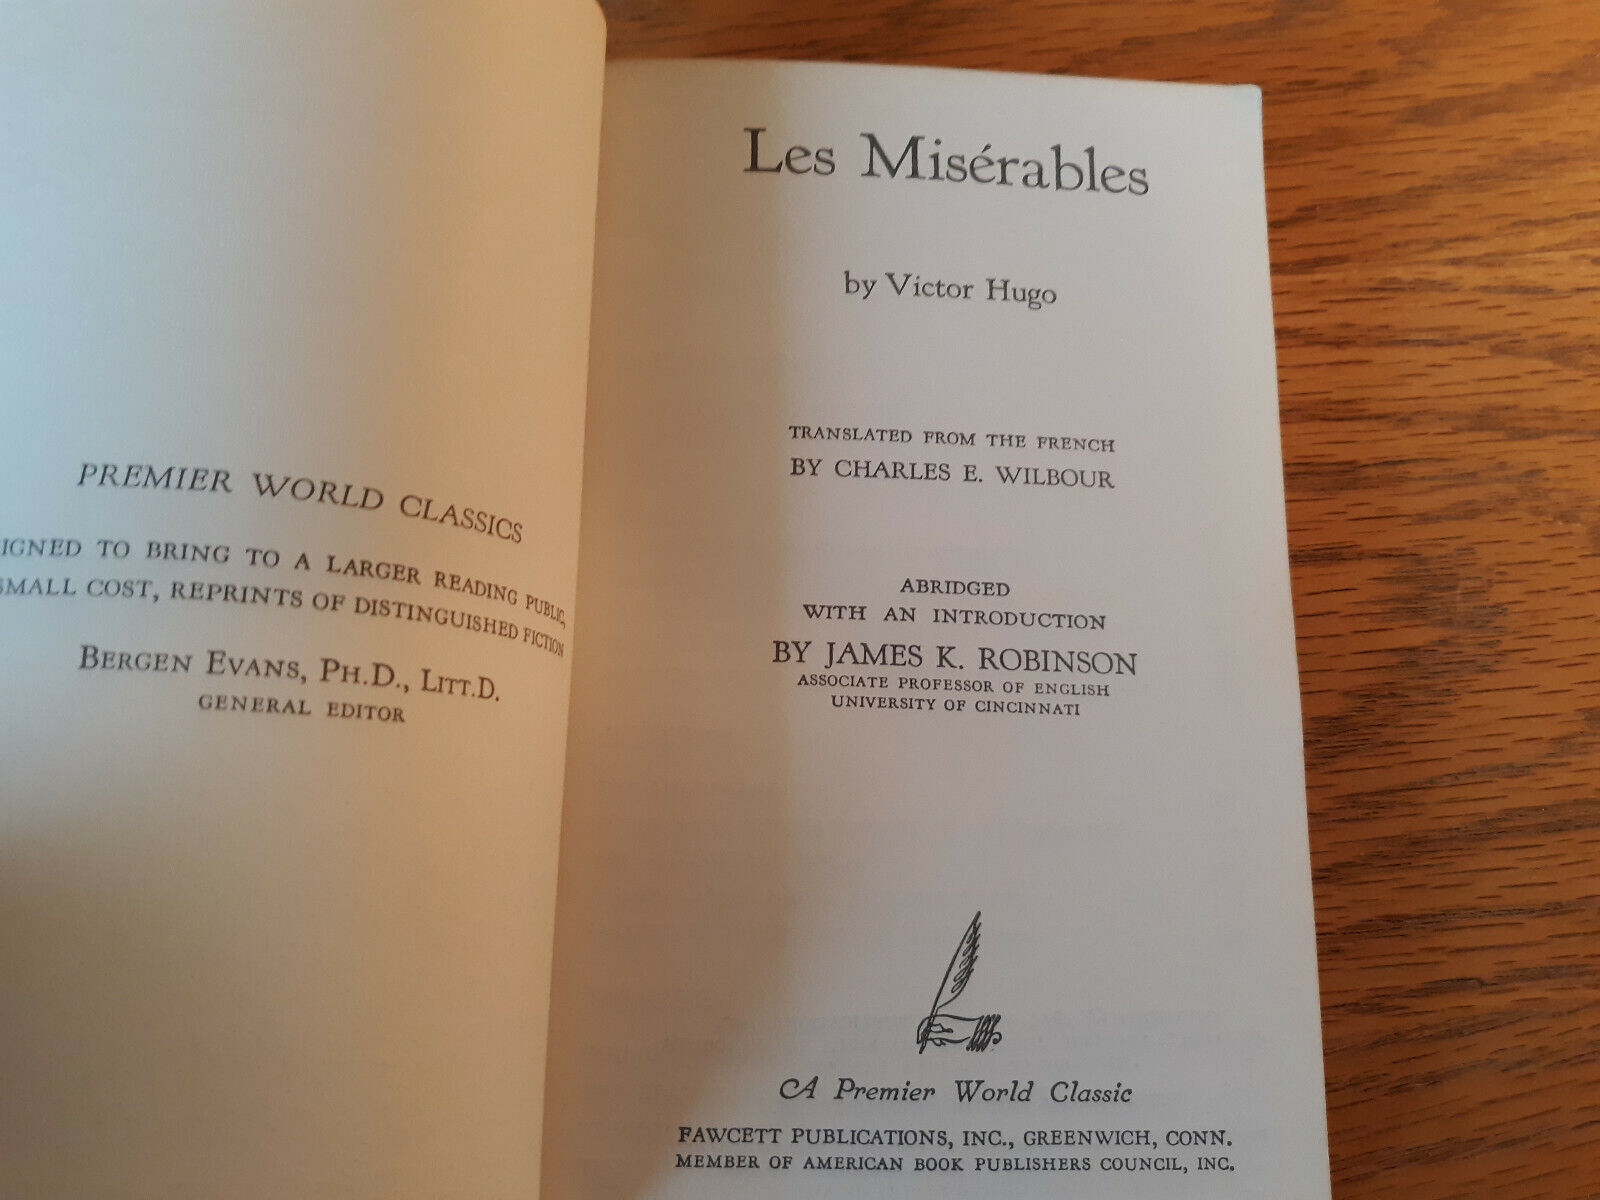 PREMIER WORLD CLASSICS
TO BRING TO A LARGER READING PUBLIC,
SMALL COST, REPRINTS OF DISTINGUISHED FICTION
BERGEN EVANS, PH.D., LITT.D.
GENERAL EDITOR
Les Misérables
by Victor Hugo
TRANSLATED FROM THE FRENCH
BY CHARLES E. WILBOUR
ABRIDGED
WITH AN INTRODUCTION
BY JAMES K. ROBINSON
ASSOCIATE PROFESSOR OF ENGLISH
UNIVERSITY OF CINCINNATI
A Premier World Classic
FAWCETT PUBLICATIONS, INC., GREENWICH, CONN.
MEMBER OF AMERICAN BOOK PUBLISHERS COUNCIL, INC.